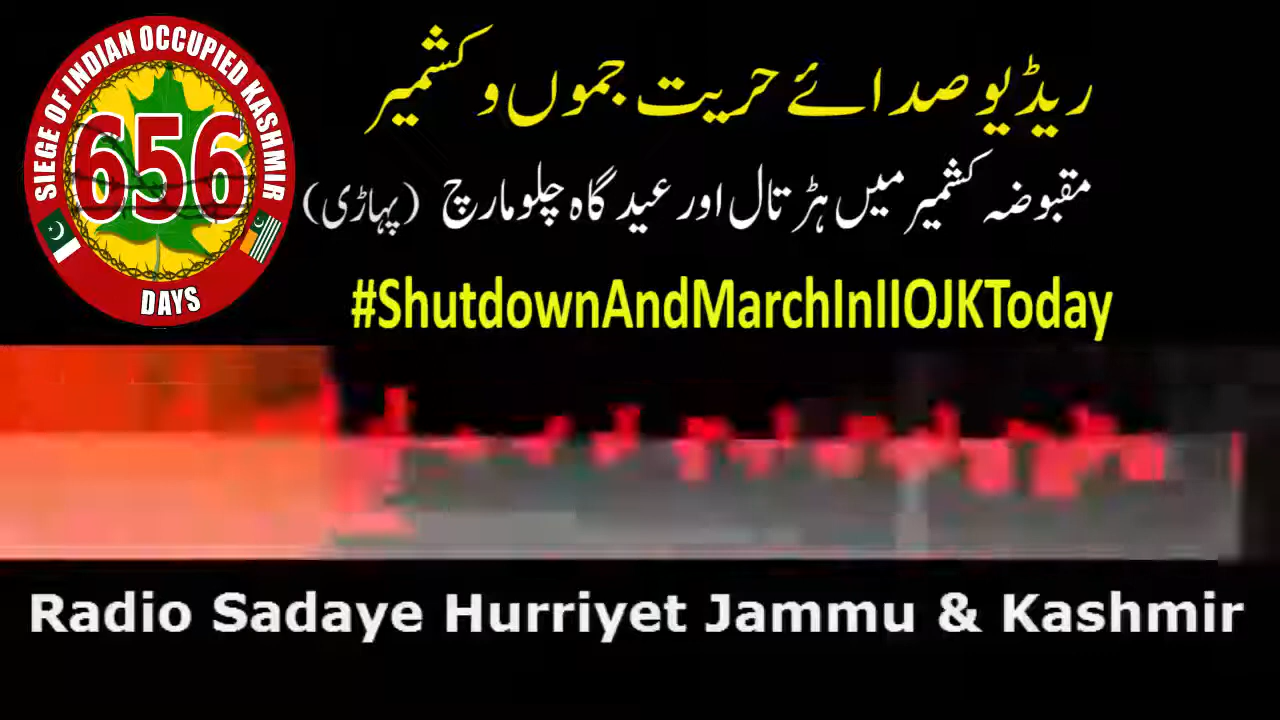 SIEGE OF INDIAN OCCUPIED KASHMIR
656
DAYS
ریڈیو صدائے حریت جموں و کشمیر
مقبوضہ کشمیر میں ہڑتال اور عید گاہ چلو مارچ (پہاڑی)
#ShutdownAndMarchInIIOJKToday
Radio Sadaye Hurriyet Jammu & Kashmir